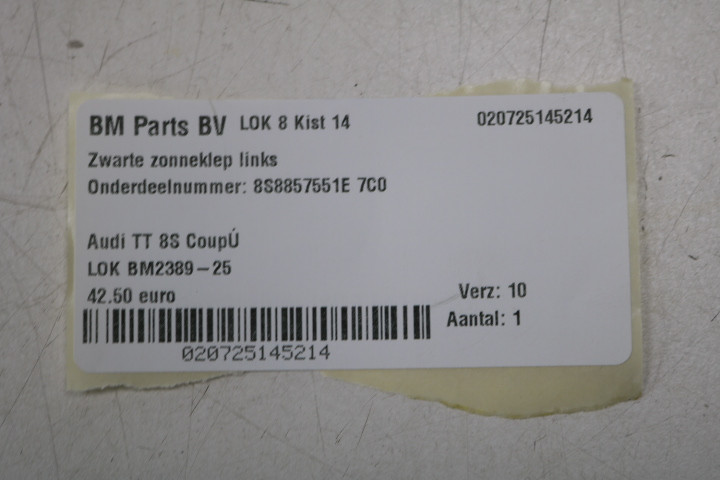 BM Parts BV LOK 8 Kist 14 020725145214
Zwarte zonneklep links
Onderdeelnummer: 8S8857551E 7C0
Audi TT 8S CoupÚ
LOK BM2389-25
42.50 euro Verz: 10
Aantal: 1
020725145214